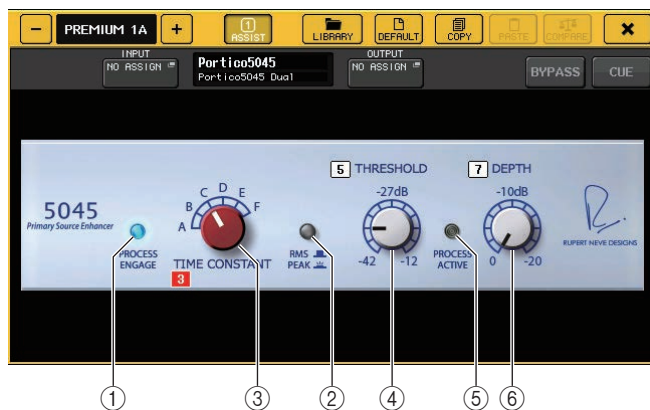 PREMIUM 1A
1
ASSIST
LIBRARY
DEFAULT
COPY
PASTE
COMPARE
INPUT
NO ASSIGN
Portico5045
Portico5045 Dual
OUTPUT
NO ASSIGN
BYPASS
CUE
5 THRESHOLD
7 DEPTH
-27dB
-10dB
5045
Primary Source Enhancer
A B C D E F
PROCESS
ENGAGE
TIME CONSTANT
3
RMS
PEAK
-42 -12
PROCESS
ACTIVE
0 -20
RUPERT NEVE DESIGNS
① ③ ② ④ ⑤ ⑥